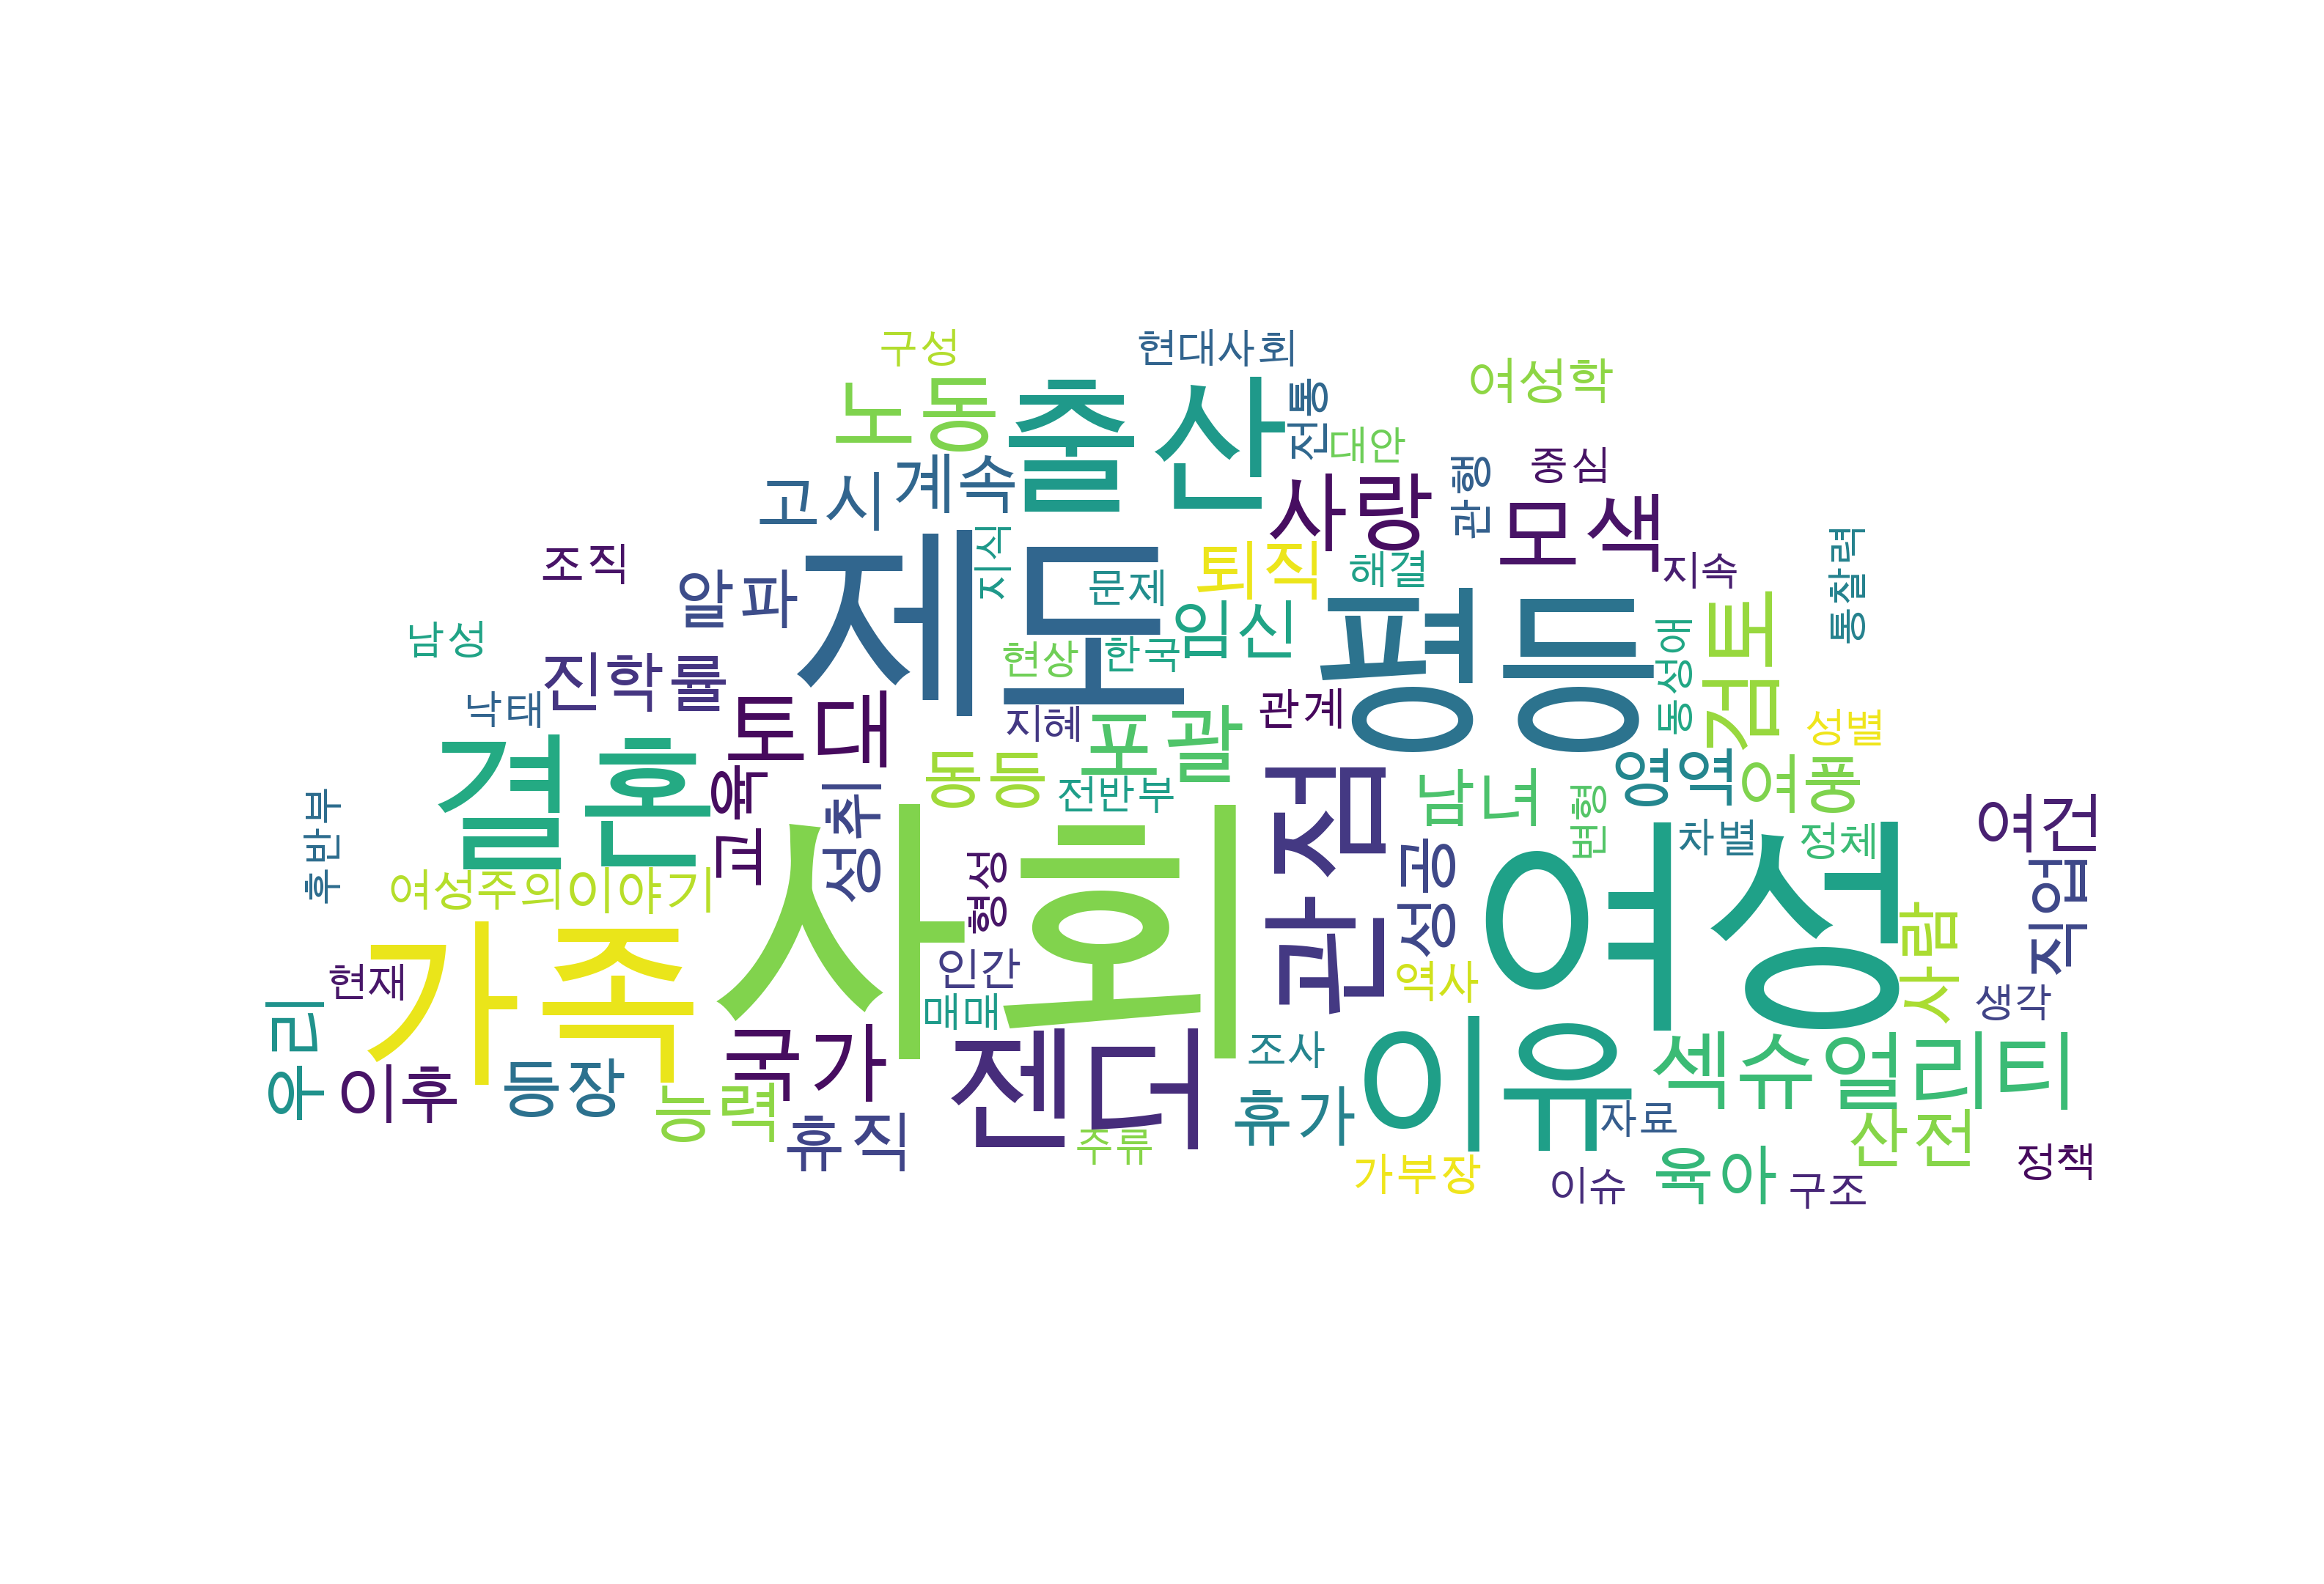 구성
현대사회
여성학
노동
출산
전통
대안
중심
고시
계속
사랑
관행
모색
조직
알파
제도
지식
문제
퇴직
해결
지속
통찰력
남성
진학률
현상
한국
임신
평등
동성애
검토
낙태
토대
지혜
포괄
관계
성별
결혼
교육
성취
동등
전반부
관점
남녀
병행
영역
여뿅
후반부
여성주의
이야기
사회
형성
성공
여성
차별
정체
여건
직업
현재
가족
인간
매매
역사
사람
생각
우리
이후
등장
능력
국가
휴직
젠더
주류
조사
휴가
이유
자료
섹슈얼리티
산전
가부장
이슈
육아
구조
정책